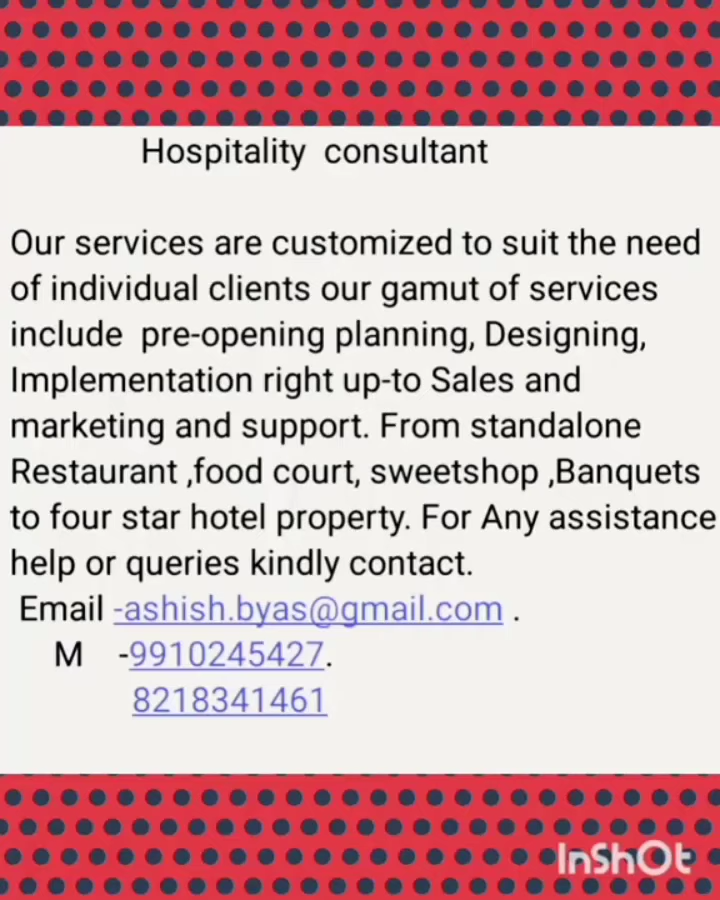 Hospitality  consultant
Our services are customized to suit the need
of individual clients our gamut of services
include  pre-opening planning, Designing,
Implementation right up-to Sales and
marketing and support. From standalone
Restaurant ,food court, sweetshop ,Banquets
to four star hotel property. For Any assistance
help or queries kindly contact.
Email -ashish.byas@gmail.com .
M    -9910245427.
8218341461
InShOt